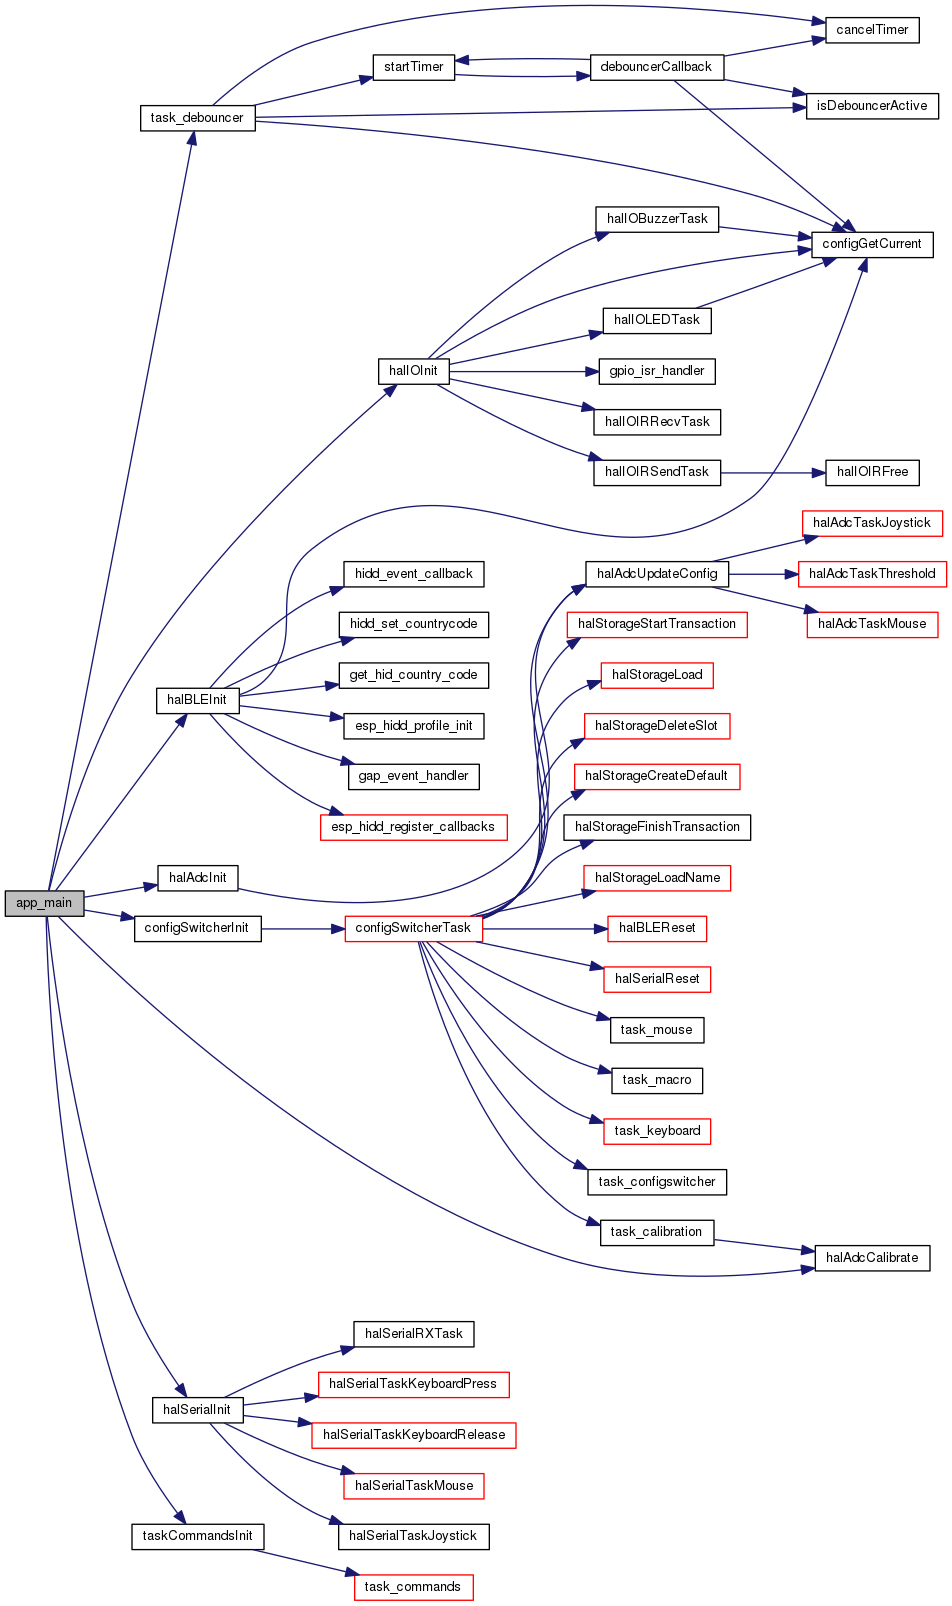 cancelTimer
startTimer
debouncerCallback
isDebouncerActive
task_debouncer
halIOBuzzerTask
configGetCurrent
halIOLEDTask
halIOInit
gpio_isr_handler
halIOIRRecvTask
halIOIRSendTask
halIOIRFree
halAdcTaskJoystick
hidd_event_callback
halAdcUpdateConfig
halAdcTaskThreshold
hidd_set_countrycode
halStorageStartTransaction
halAdcTaskMouse
get_hid_country_code
halStorageLoad
halBLEInit
esp_hidd_profile_init
halStorageDeleteSlot
gap_event_handler
halStorageCreateDefault
esp_hidd_register_callbacks
halStorageFinishTransaction
halAdcInit
halStorageLoadName
app_main
configSwitcherInit
configSwitcherTask
halBLEReset
halSerialReset
task_mouse
task_macro
task_keyboard
task_configswitcher
task_calibration
halAdcCalibrate
halSerialRXTask
halSerialTaskKeyboardPress
halSerialInit
halSerialTaskKeyboardRelease
halSerialTaskMouse
taskCommandsInit
halSerialTaskJoystick
task_commands